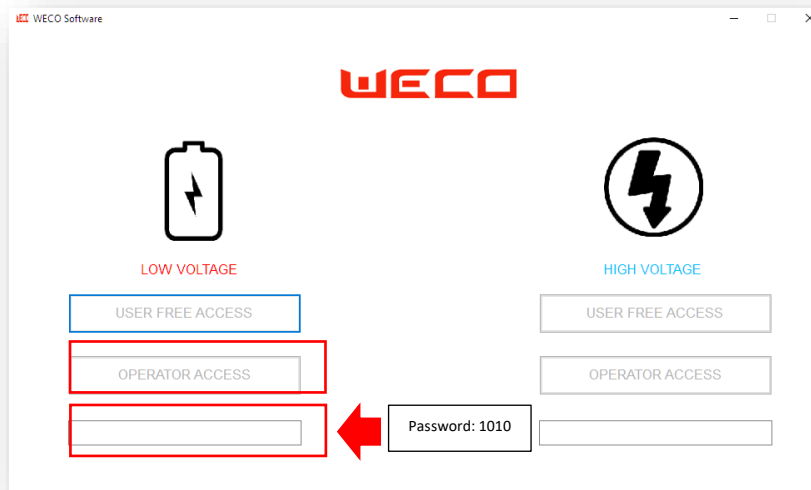 WECO WECO Software
WECO
LOW VOLTAGE
HIGH VOLTAGE
USER FREE ACCESS
USER FREE ACCESS
OPERATOR ACCESS
OPERATOR ACCESS
Password: 1010